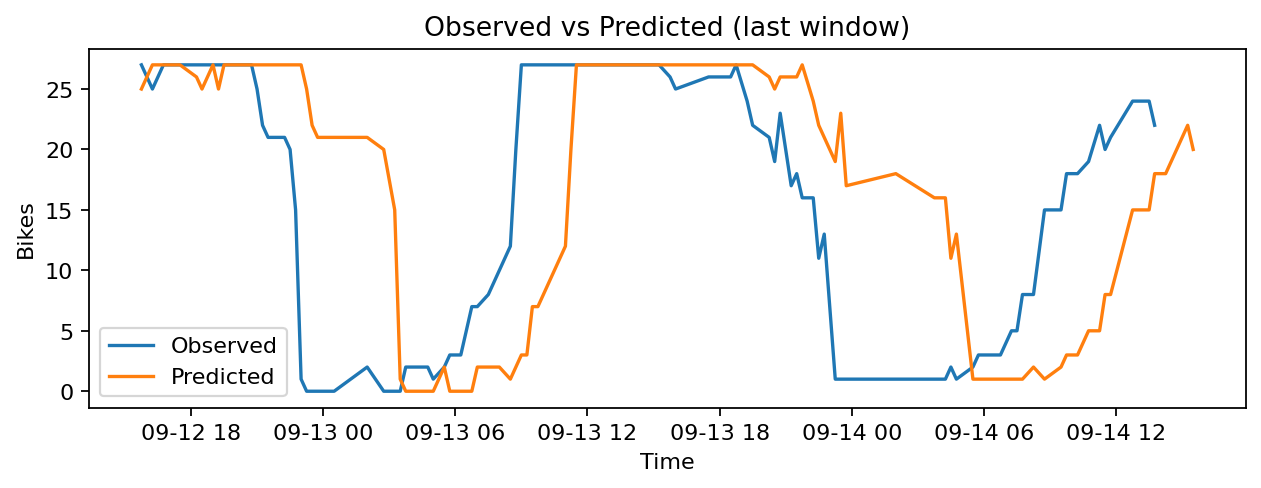 Observed vs Predicted (last window)
Bikes
25
20
15
10
5
0
Observed
Predicted
09-12 18
09-13 00
09-13 06
09-13 12
09-13 18
09-14 00
09-14 06
09-14 12
Time